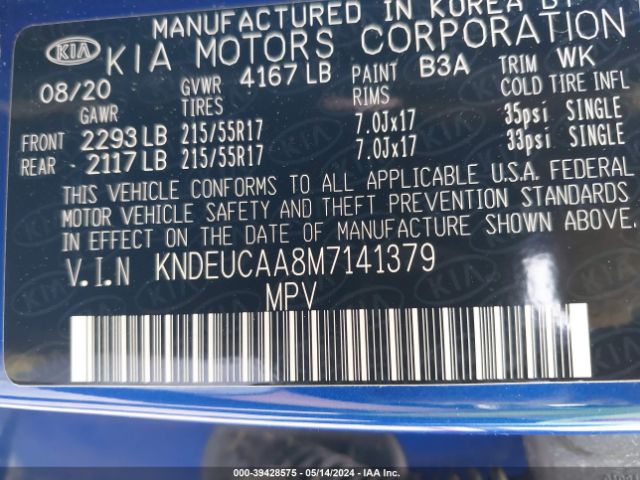 MANUFACTURED IN KOREA BY
KIA KIA MOTORS CORPORATION
08/20 GVWR 4167 LB PAINT B3A TRIM WK
GAWR TIRES RIMS COLD TIRE INFL
FRONT 2293 LB 215/55R17 7.0Jx17 35psi SINGLE
REAR 2117 LB 215/55R17 7.0Jx17 33psi SINGLE
THIS VEHICLE CONFORMS TO ALL APPLICABLE U.S.A. FEDERAL
MOTOR VEHICLE SAFETY AND THEFT PREVENTION STANDARDS
IN EFFECT ON THE DATE OF MANUFACTURE SHOWN ABOVE.
V.I.N KNDEUCAA8M7141379
MPV
000-39428575 - 05/14/2024 - IAAI.COM